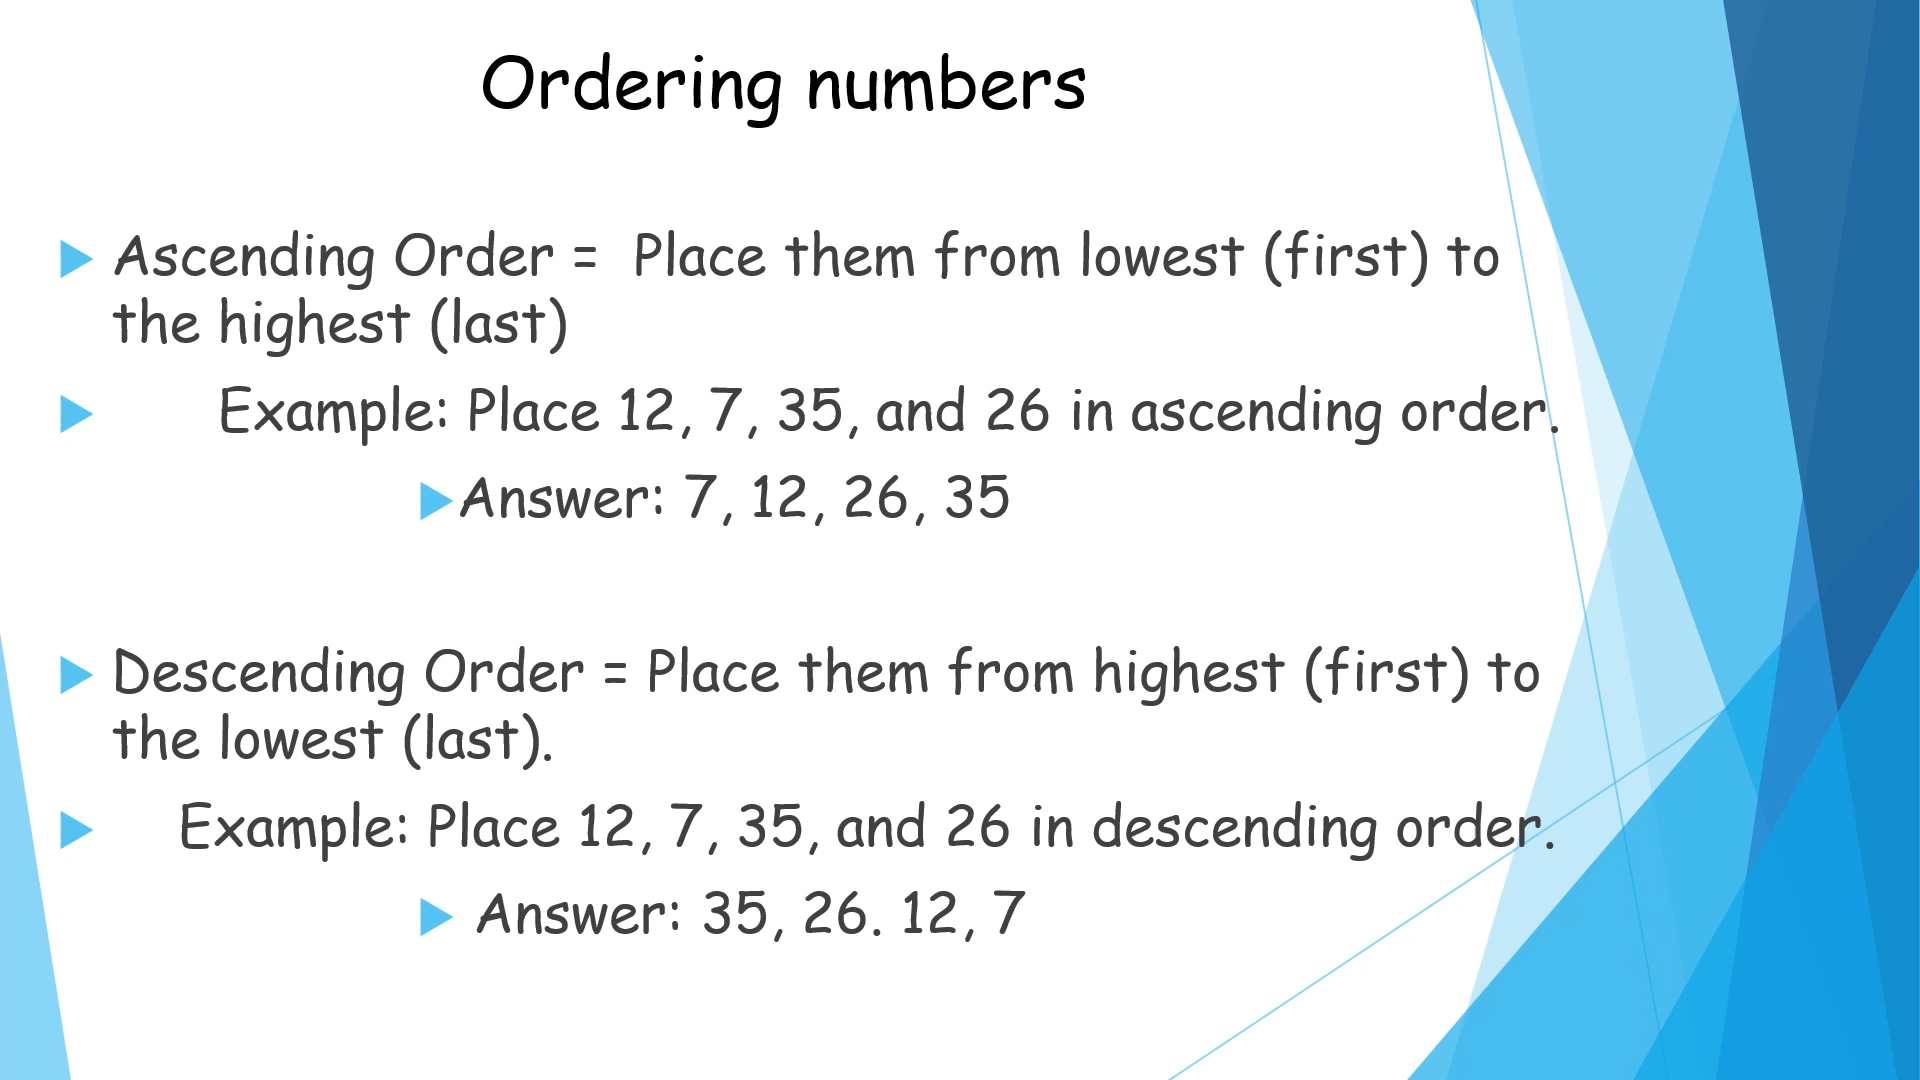 Ordering numbers
Ascending Order =  Place them from lowest (first) to
the highest (last)
Example: Place 12, 7, 35, and 26 in ascending order.
Answer: 7, 12, 26, 35
Descending Order = Place them from highest (first) to
the lowest (last).
Example: Place 12, 7, 35, and 26 in descending order.
Answer: 35, 26. 12, 7